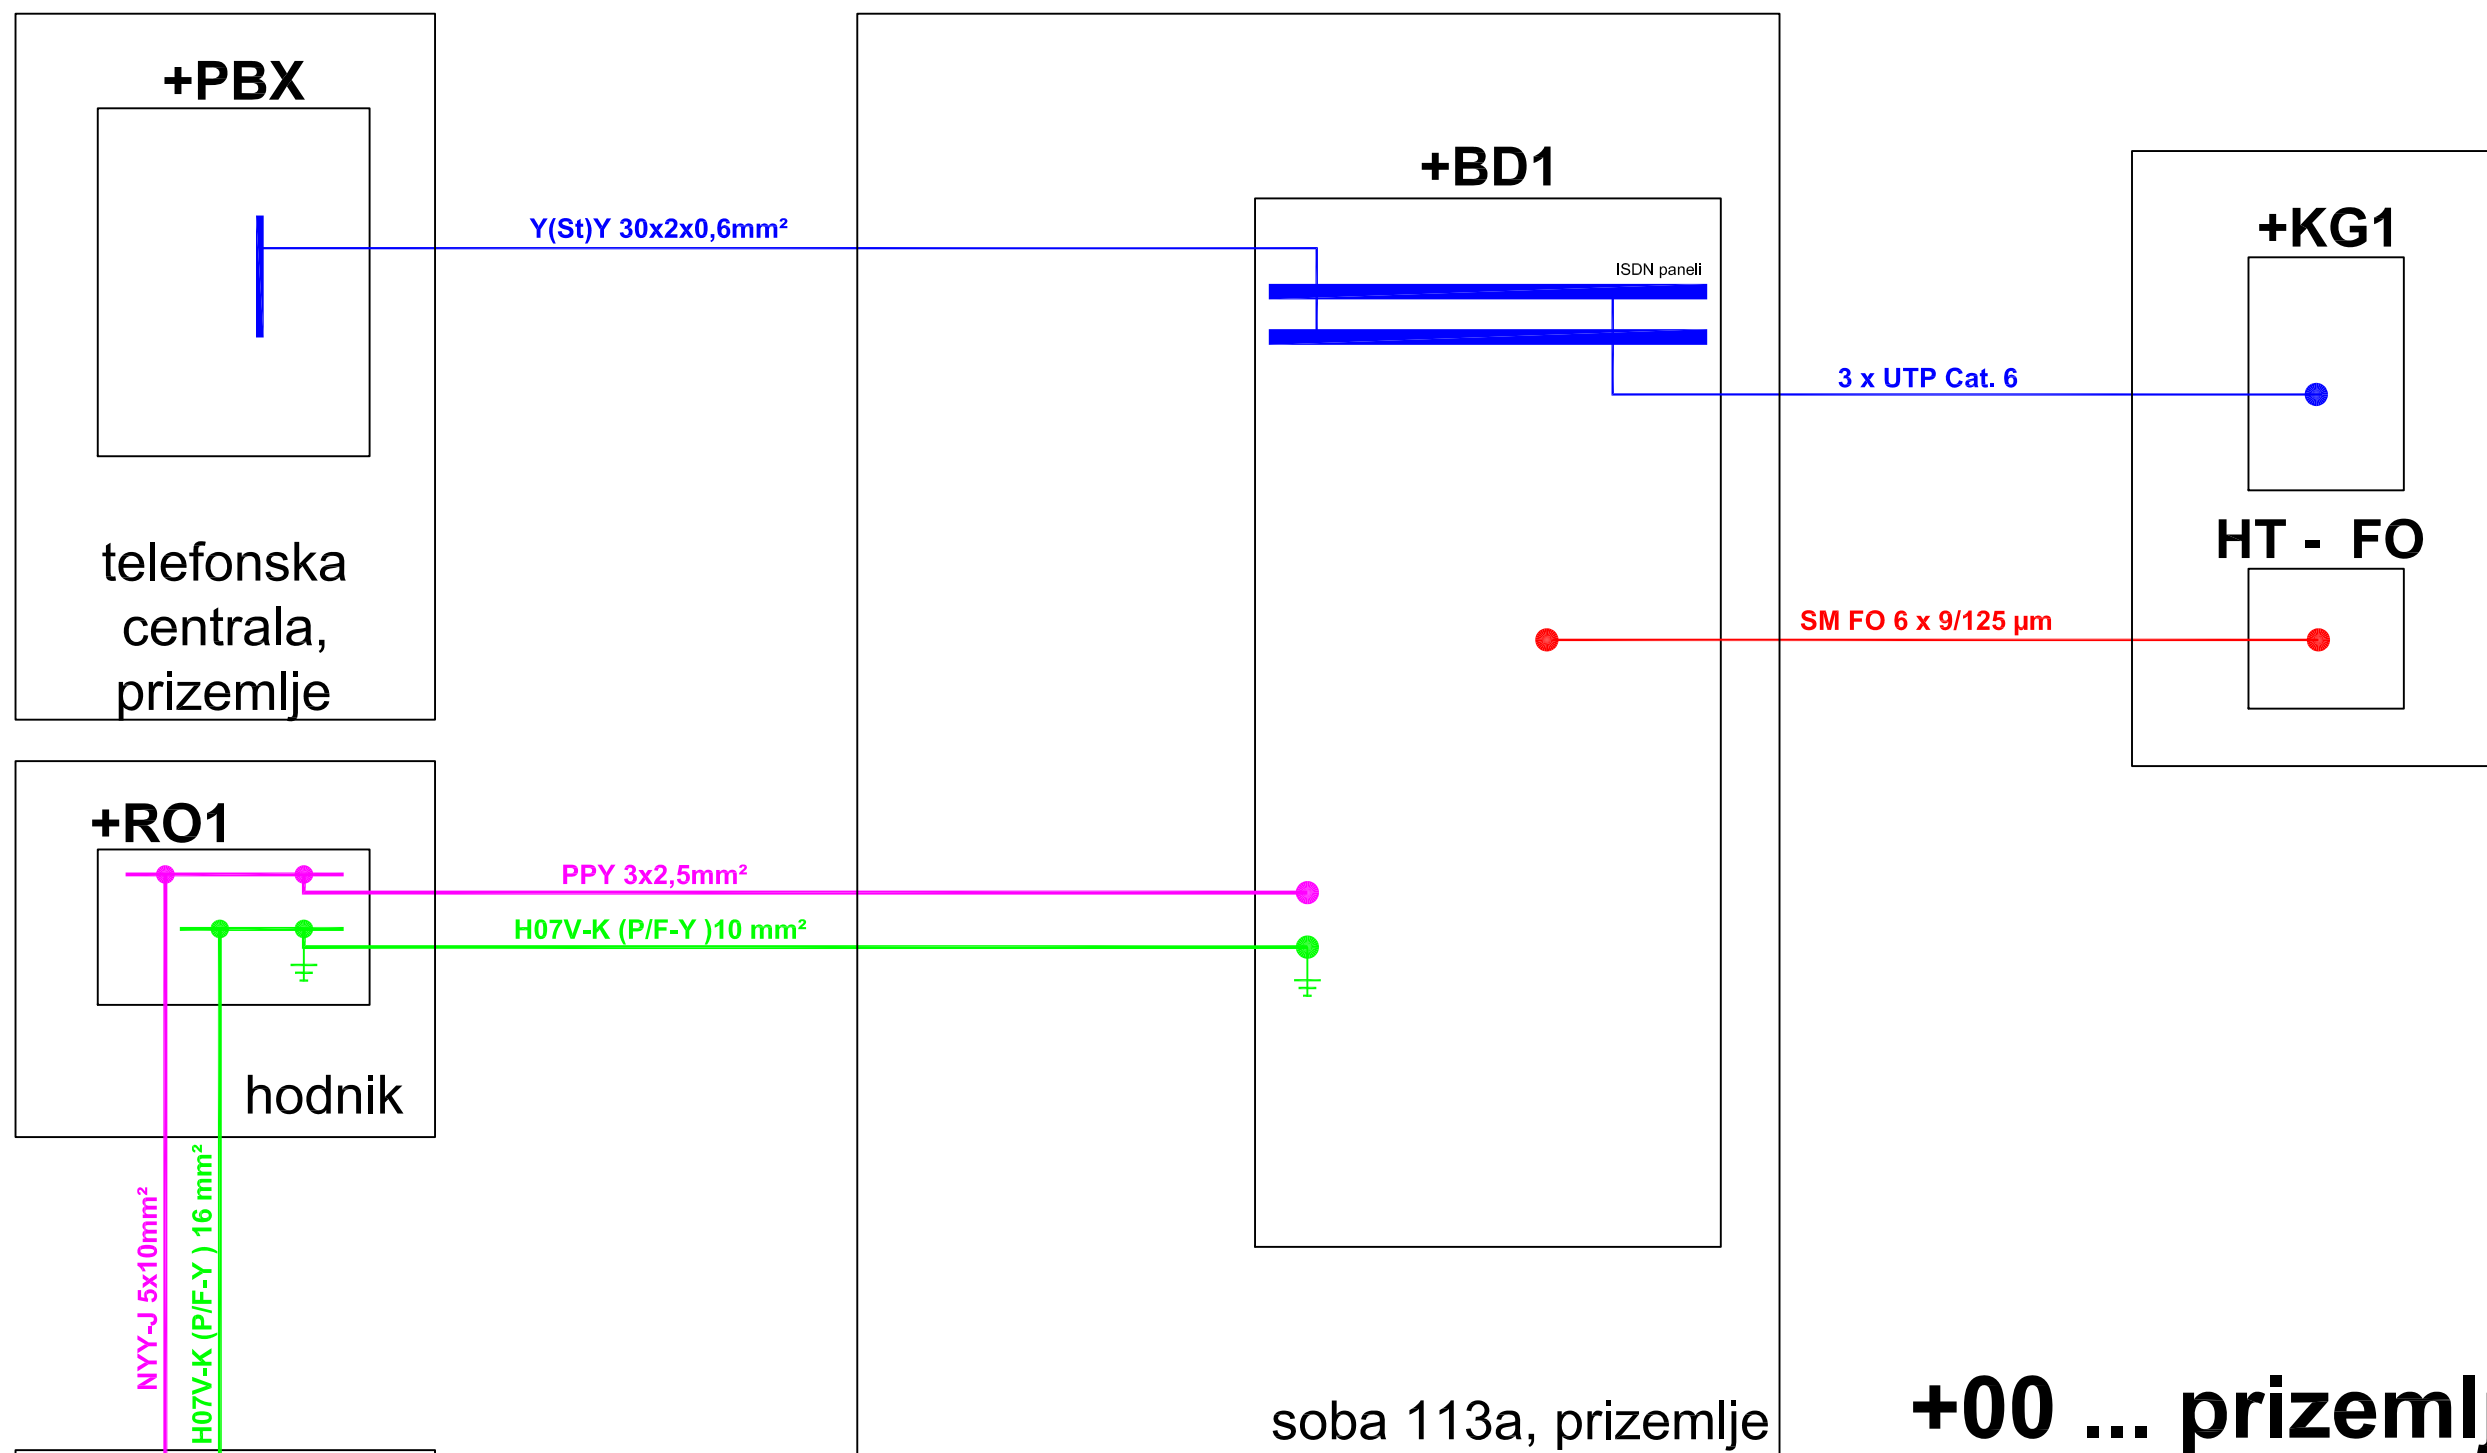 +PBX
telefonska
centrala,
prizemlje
Y(St)Y 30x2x0,6mm²
+BD1
ISDN paneli
3 x UTP Cat. 6
+KG1
HT - FO
SM FO 6 x 9/125 µm
+RO1
PPY 3x2,5mm²
H07V-K (P/F-Y )10 mm²
hodnik
NYY-J 5x10mm²
H07V-K (P/F-Y ) 16 mm²
soba 113a, prizemlje
+00 ...